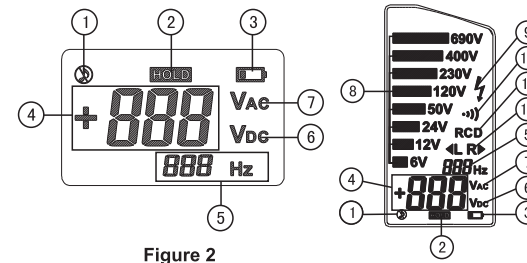 1
2
3
HOLD
4
+ 888
VAC
7
VDC
6
888 Hz
5
Figure 2
690V
400V
230V
8
120V
50V
24V
RCD
12V
◀L R▶
6V
888Hz
4
+ 888
VAC
VDC
1
2